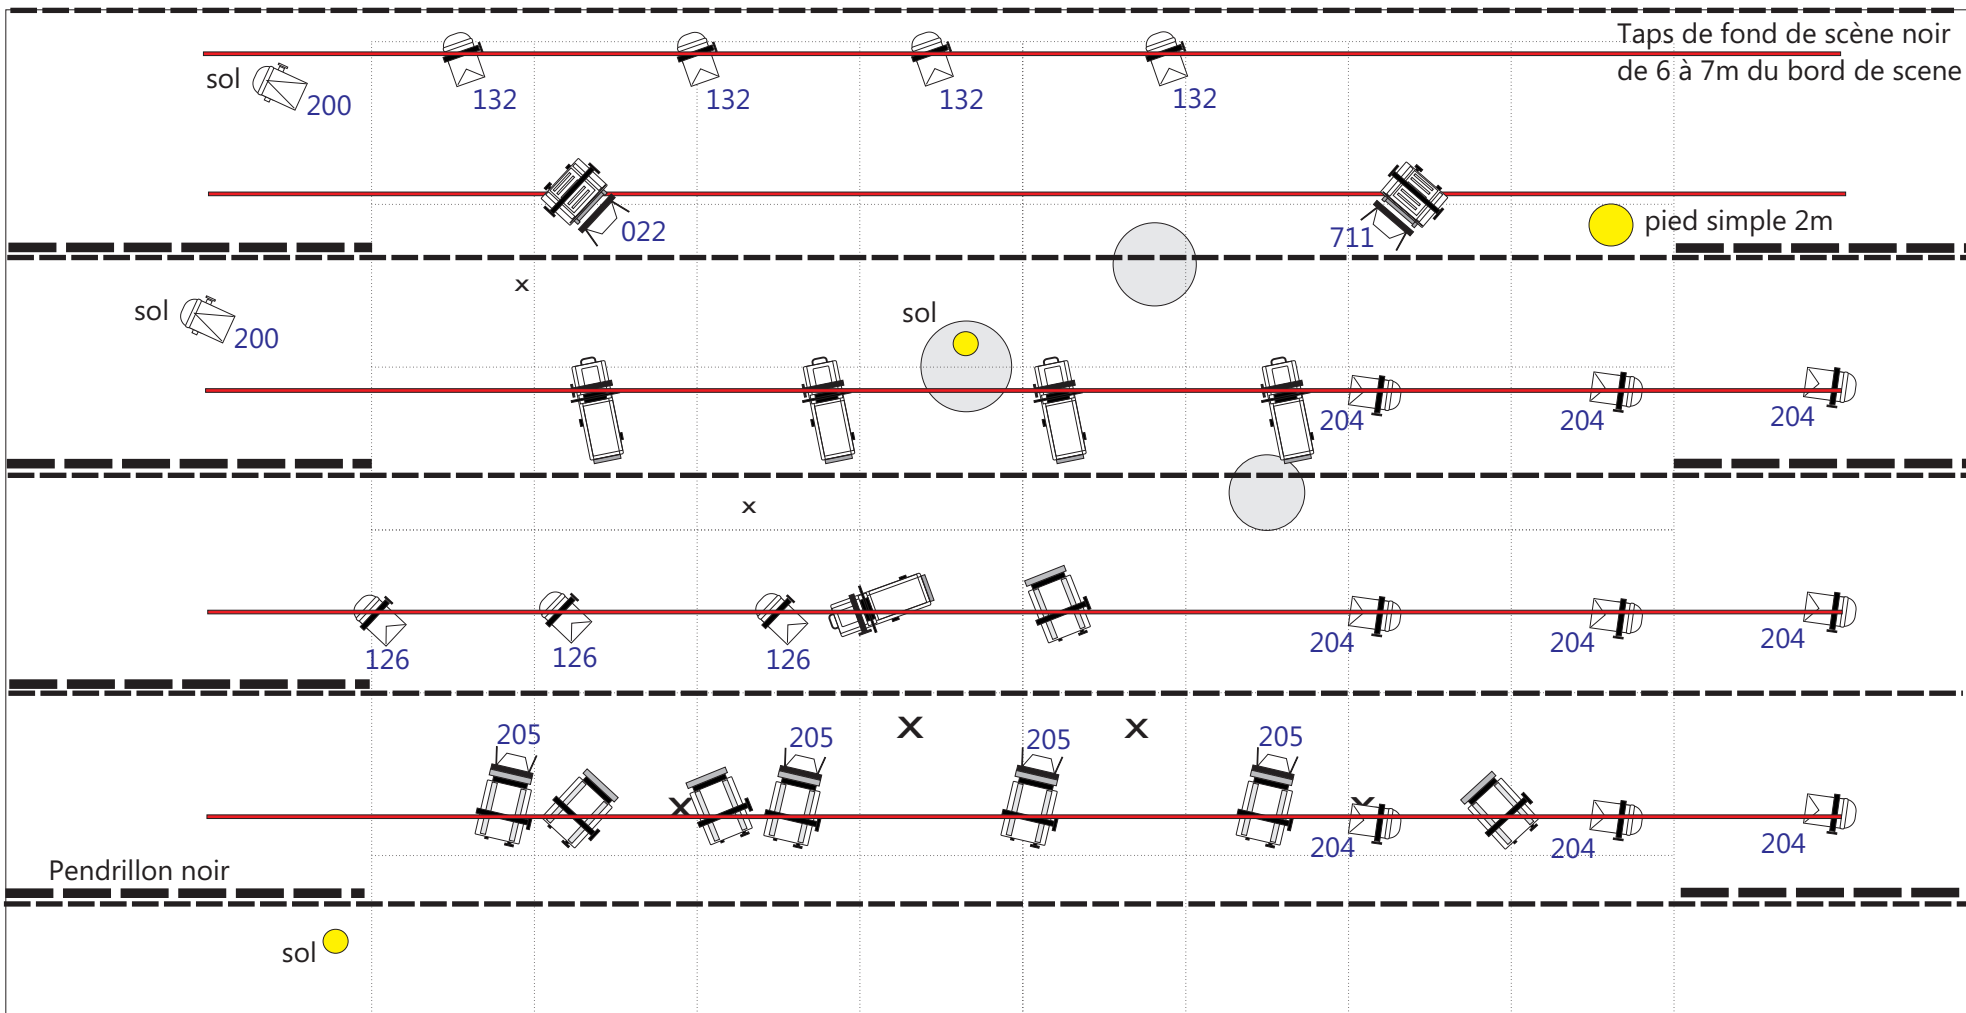 Taps de fond de scène noir
de 6 à 7m du bord de scene
sol
200
132
132
132
132
022
711
pied simple 2m
x
sol
200
sol
204
204
204
x
126
126
126
204
204
204
x
x
205
205
205
205
x
x
204
204
204
Pendrillon noir
sol